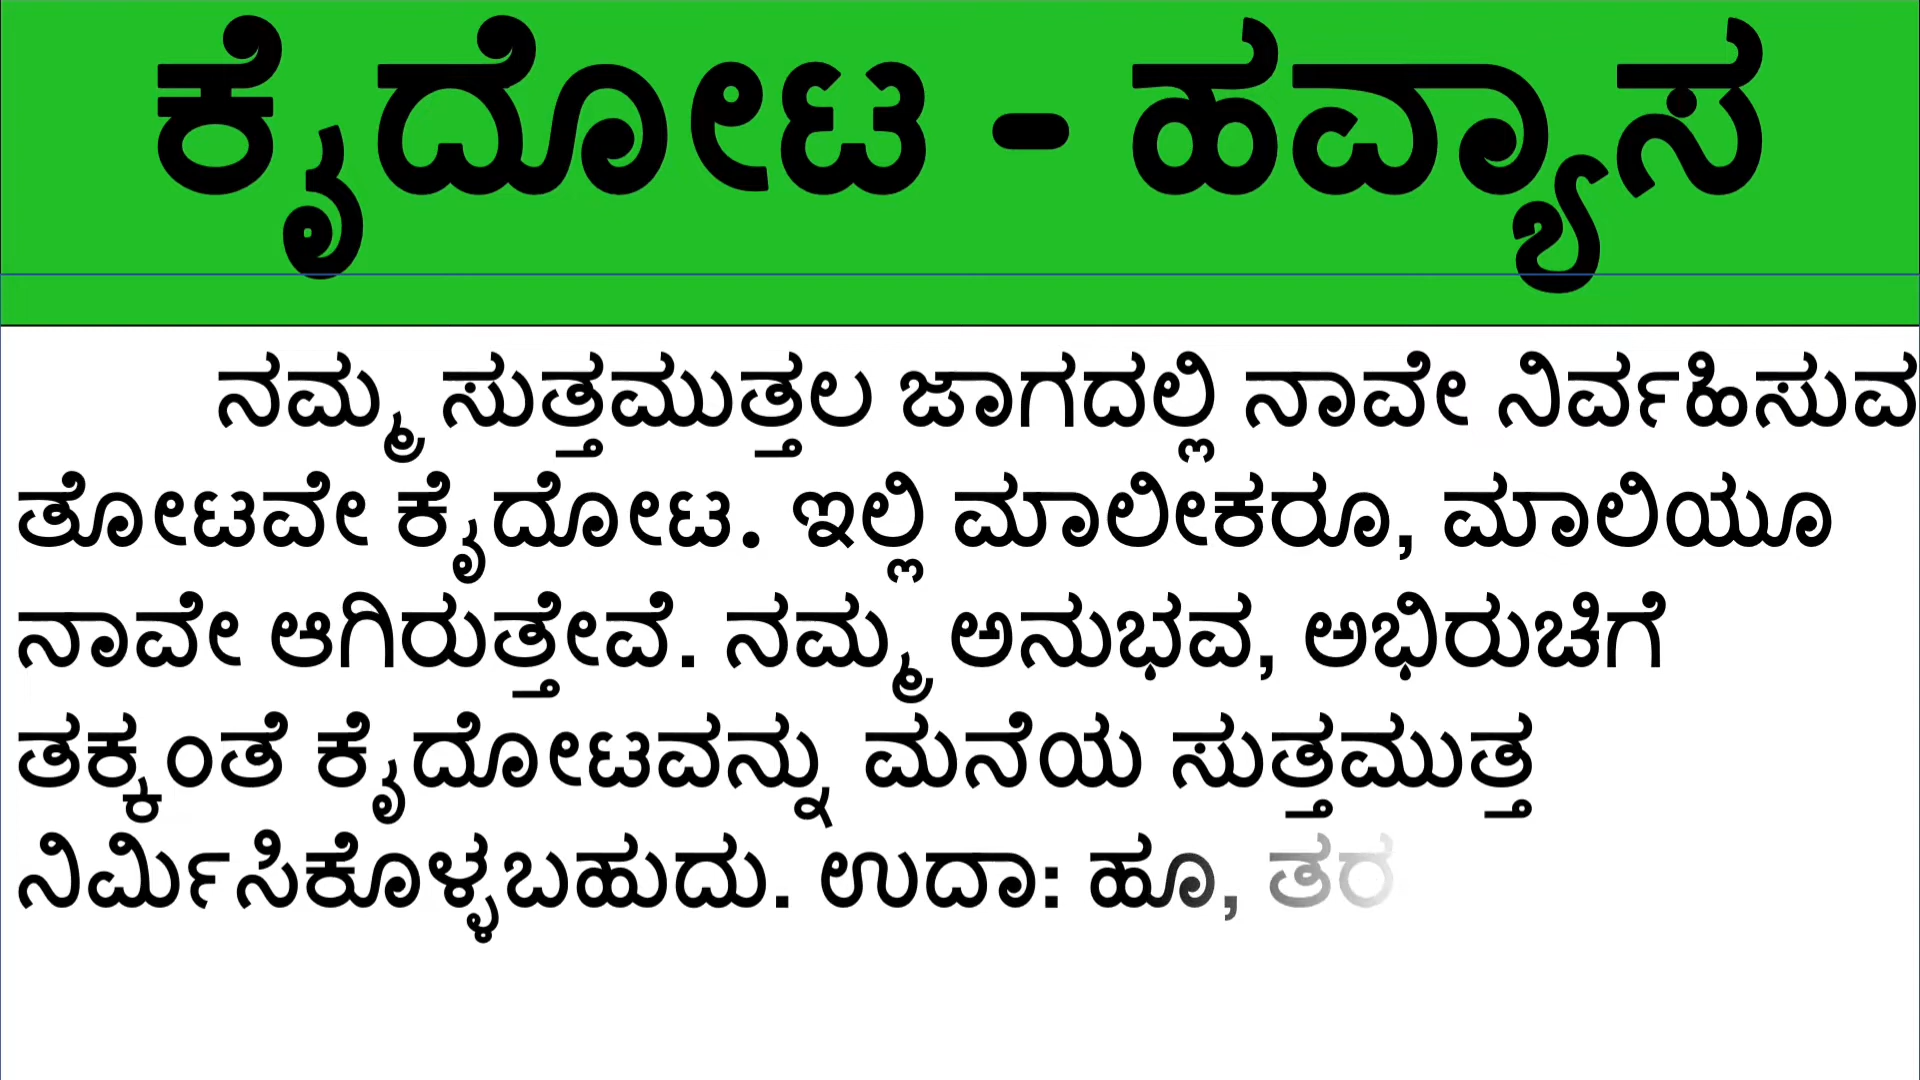 ಕೈದೋಟ - ಹವ್ಯಾಸ
ನಮ್ಮ ಸುತ್ತಮುತ್ತಲ ಜಾಗದಲ್ಲಿ ನಾವೇ ನಿರ್ವಹಿಸುವ
ತೋಟವೇ ಕೈದೋಟ. ಇಲ್ಲಿ ಮಾಲೀಕರೂ, ಮಾಲಿಯೂ
ನಾವೇ ಆಗಿರುತ್ತೇವೆ. ನಮ್ಮ ಅನುಭವ, ಅಭಿರುಚಿಗೆ
ತಕ್ಕಂತೆ ಕೈದೋಟವನ್ನು ಮನೆಯ ಸುತ್ತಮುತ್ತ
ನಿರ್ಮಿಸಿಕೊಳ್ಳಬಹುದು. ಉದಾ: ಹೂ, ತರ